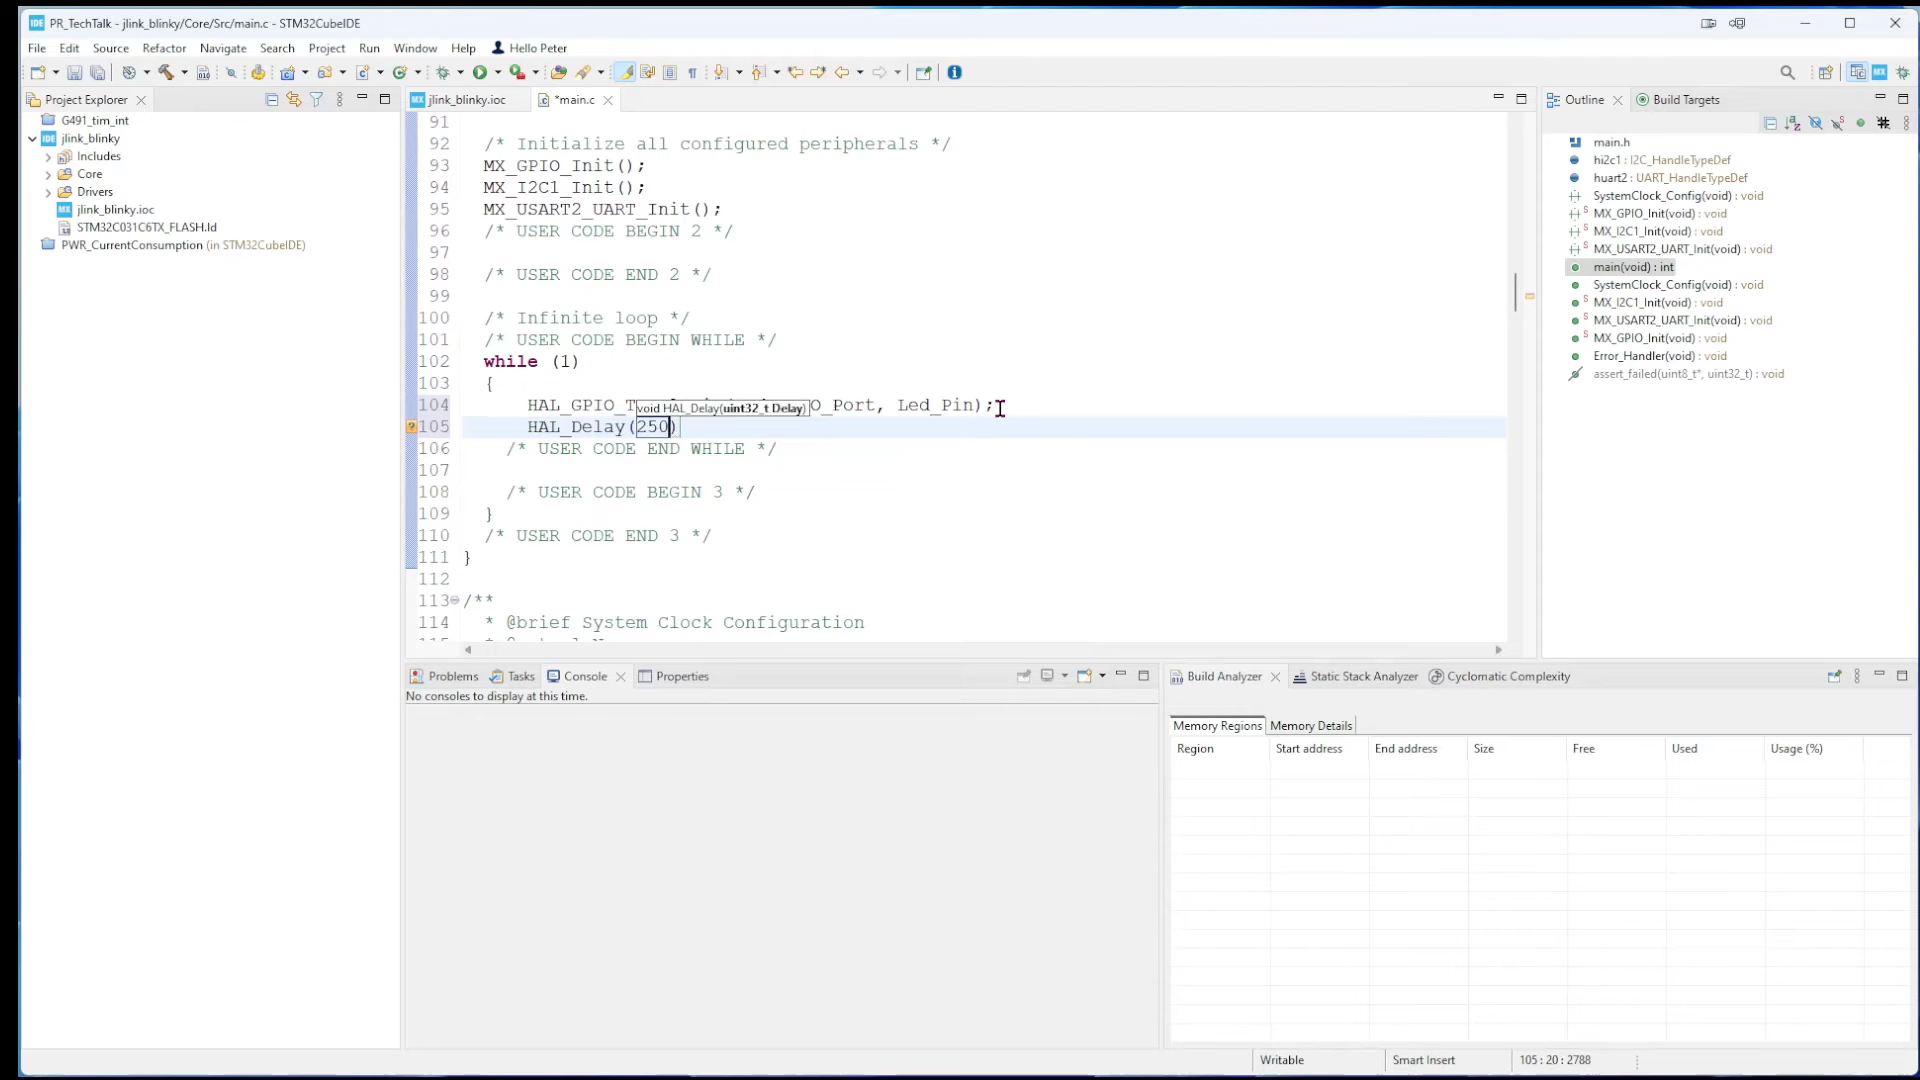 PR_TechTalk - jlink_blinky/Core/Src/main.c - STM32CubeIDE
File Edit Source Refactor Navigate Search Project Run Window Help Hello Peter
Project Explorer
G491_tim_int
IDE jlink_blinky
Includes
Core
Drivers
MX jlink_blinky.ioc
STM32C031C6TX_FLASH.ld
PWR_CurrentConsumption (in STM32CubeIDE)
MX jlink_blinky.ioc *main.c
91
92 /* Initialize all configured peripherals */
93 MX_GPIO_Init();
94 MX_I2C1_Init();
95 MX_USART2_UART_Init();
96 /* USER CODE BEGIN 2 */
97
98 /* USER CODE END 2 */
99
100 /* Infinite loop */
101 /* USER CODE BEGIN WHILE */
102 while (1)
103 {
104 HAL_GPIO_T O_Port, Led_Pin);
void HAL_Delay(uint32_t Delay)
105 HAL_Delay(250)
106 /* USER CODE END WHILE */
107
108 /* USER CODE BEGIN 3 */
109 }
110 /* USER CODE END 3 */
111 }
112
113 /**
114 * @brief System Clock Configuration
Outline Build Targets
main.h
hi2c1 : I2C_HandleTypeDef
huart2 : UART_HandleTypeDef
SystemClock_Config(void) : void
MX_GPIO_Init(void) : void
MX_I2C1_Init(void) : void
MX_USART2_UART_Init(void) : void
main(void) : int
SystemClock_Config(void) : void
MX_I2C1_Init(void) : void
MX_USART2_UART_Init(void) : void
MX_GPIO_Init(void) : void
Error_Handler(void) : void
assert_failed(uint8_t*, uint32_t) : void
Problems Tasks Console Properties
No consoles to display at this time.
Build Analyzer Static Stack Analyzer Cyclomatic Complexity
Memory Regions Memory Details
Region Start address End address Size Free Used Usage (%)
Writable Smart Insert 105 : 20 : 2788